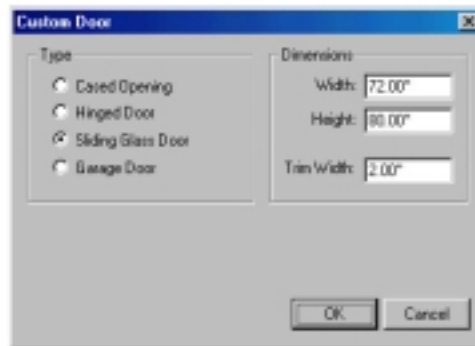 Custom Door
Type
Cased Opening
Hinged Door
Sliding Glass Door
Garage Door
Dimensions
Width: 72.00"
Height: 80.00"
Trim Width: 2.00"
OK
Cancel